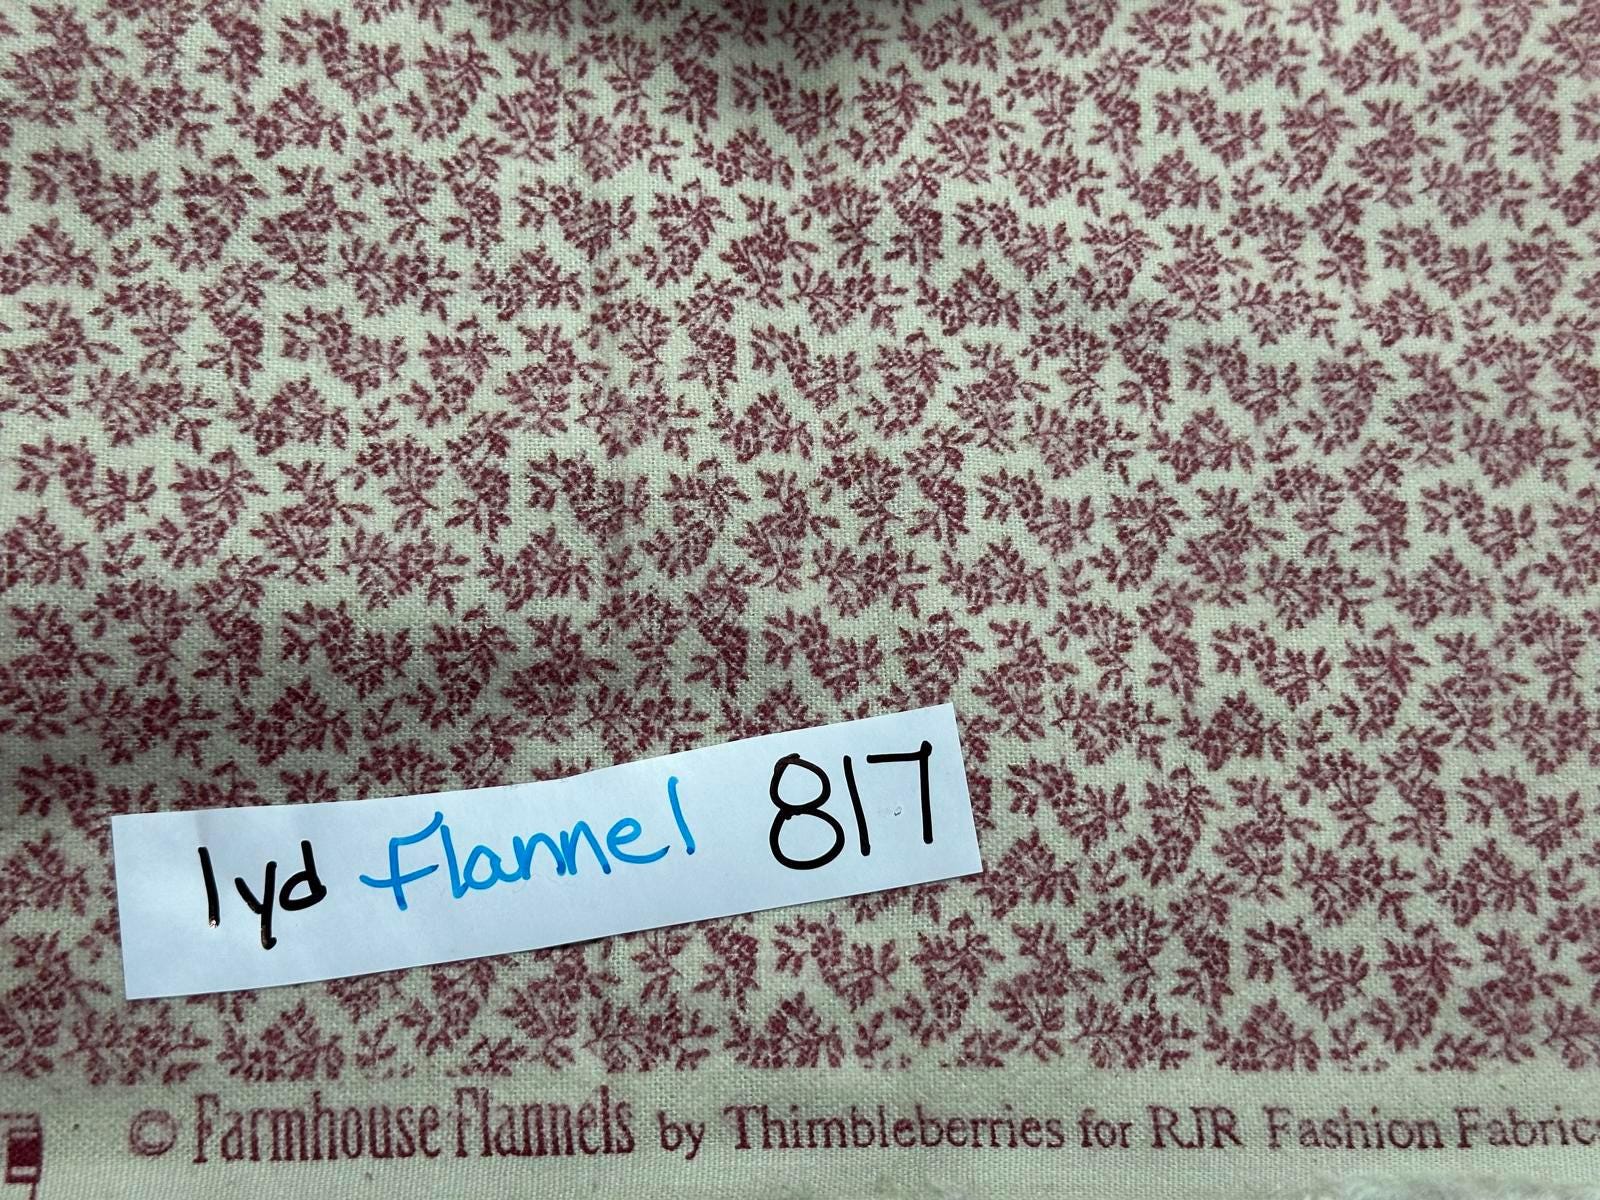 1yd Flannel 817
© Farmhouse Flannels by Thimbleberries for RJR Fashion Fabric